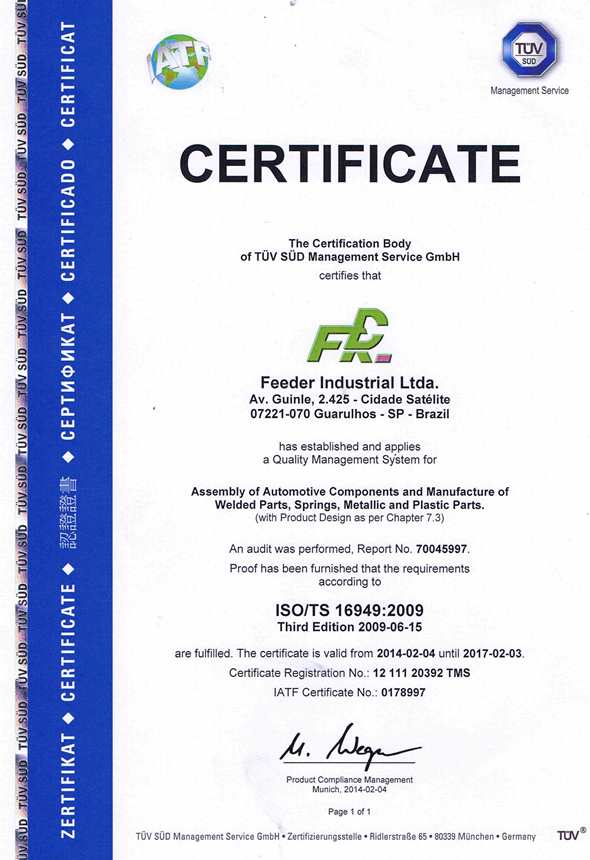 IATF
TÜV
SÜD
Management Service
CERTIFICATE
The Certification Body
of TÜV SÜD Management Service GmbH
certifies that
Feeder Industrial Ltda.
Av. Guinle, 2.425 - Cidade Satélite
07221-070 Guarulhos - SP - Brazil
has established and applies
a Quality Management System for
Assembly of Automotive Components and Manufacture of
Welded Parts, Springs, Metallic and Plastic Parts.
(with Product Design as per Chapter 7.3)
An audit was performed, Report No. 70045997.
Proof has been furnished that the requirements
according to
ISO/TS 16949:2009
Third Edition 2009-06-15
are fulfilled. The certificate is valid from 2014-02-04 until 2017-02-03.
Certificate Registration No.: 12 111 20392 TMS
IATF Certificate No.: 0178997
Product Compliance Management
Munich, 2014-02-04
Page 1 of 1
TÜV SÜD Management Service GmbH • Zertifizierungsstelle • Ridlerstraße 65 • 80339 München • Germany
TÜV®
ZERTIFIKAT ◆ CERTIFICATE ◆ 認證證書 ◆ СЕРТИФИКАТ ◆ CERTIFICADO ◆ CERTIFICAT
TÜV SÜD TÜV SÜD TÜV SÜD TÜV SÜD TÜV SÜD TÜV SÜD TÜV SÜD TÜV SÜD TÜV SÜD TÜV SÜD TÜV SÜD